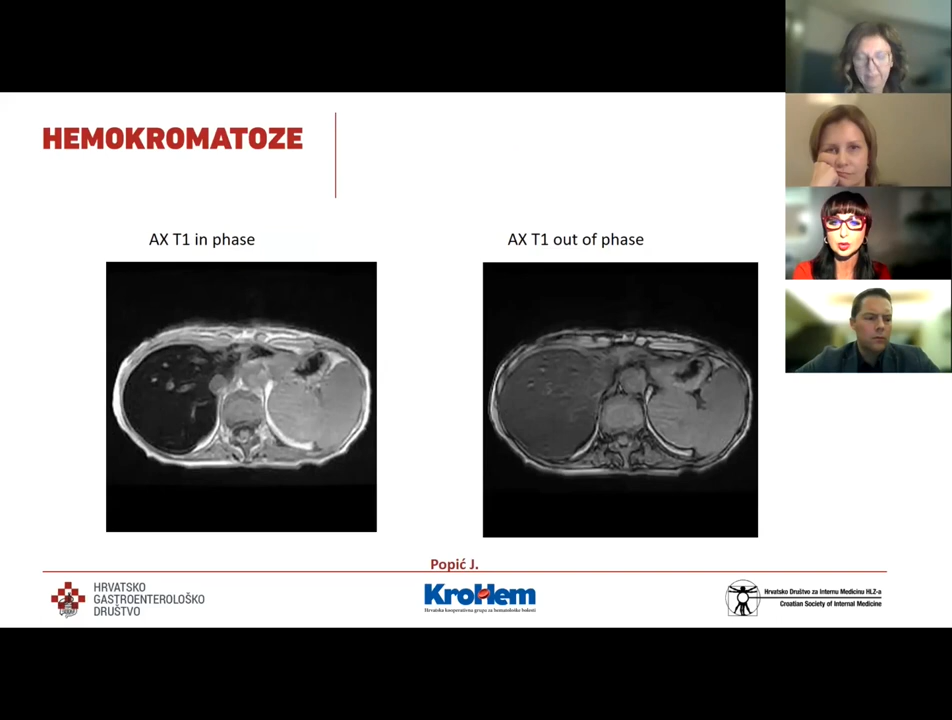 HEMOKROMATOZE
AX T1 in phase
AX T1 out of phase
Popić J.
HRVATSKO
GASTROENTEROLOŠKO
DRUŠTVO
KroHem
Hrvatska kooperativna grupa za hematološke bolesti
Hrvatsko Društvo za Internu Medicinu HLZ-a
Croatian Society of Internal Medicine